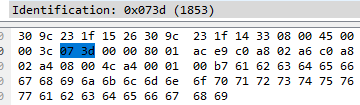 Identification: 0x073d (1853)
30 9c 23 1f 15 26 30 9c 23 1f 14 33 08 00 45 00
00 3c 07 3d 00 00 80 01 ac e9 c0 a8 02 a6 c0 a8
02 a4 08 00 4c a4 00 01 00 b7 61 62 63 64 65 66
67 68 69 6a 6b 6c 6d 6e 6f 70 71 72 73 74 75 76
77 61 62 63 64 65 66 67 68 69